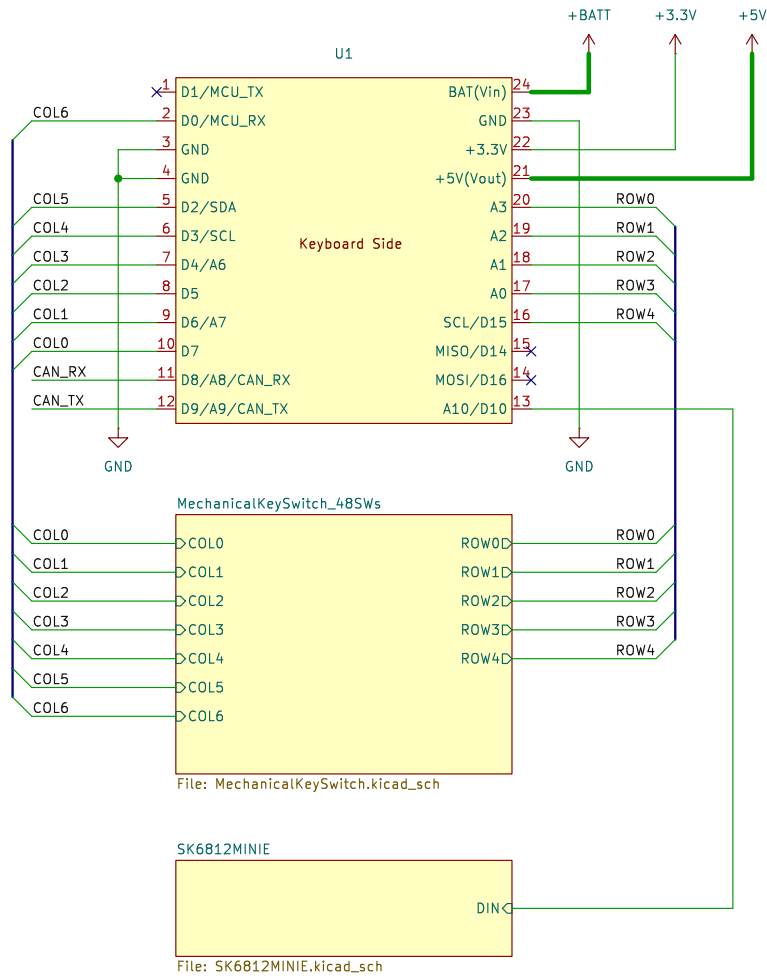 +BATT +3.3V +5V
U1
1 D1/MCU_TX BAT(Vin) 24
COL6 2 D0/MCU_RX GND 23
3 GND +3.3V 22
4 GND +5V(Vout) 21
COL5 5 D2/SDA A3 20 ROW0
COL4 6 D3/SCL A2 19 ROW1
Keyboard Side
COL3 7 D4/A6 A1 18 ROW2
COL2 8 D5 A0 17 ROW3
COL1 9 D6/A7 SCL/D15 16 ROW4
COL0 10 D7 MISO/D14 15
CAN_RX 11 D8/A8/CAN_RX MOSI/D16 14
CAN_TX 12 D9/A9/CAN_TX A10/D10 13
GND GND
MechanicalKeySwitch_48SWs
COL0 COL0 ROW0 ROW0
COL1 COL1 ROW1 ROW1
COL2 COL2 ROW2 ROW2
COL3 COL3 ROW3 ROW3
COL4 COL4 ROW4 ROW4
COL5 COL5
COL6 COL6
File: MechanicalKeySwitch.kicad_sch
SK6812MINIE
DIN
File: SK6812MINIE.kicad_sch